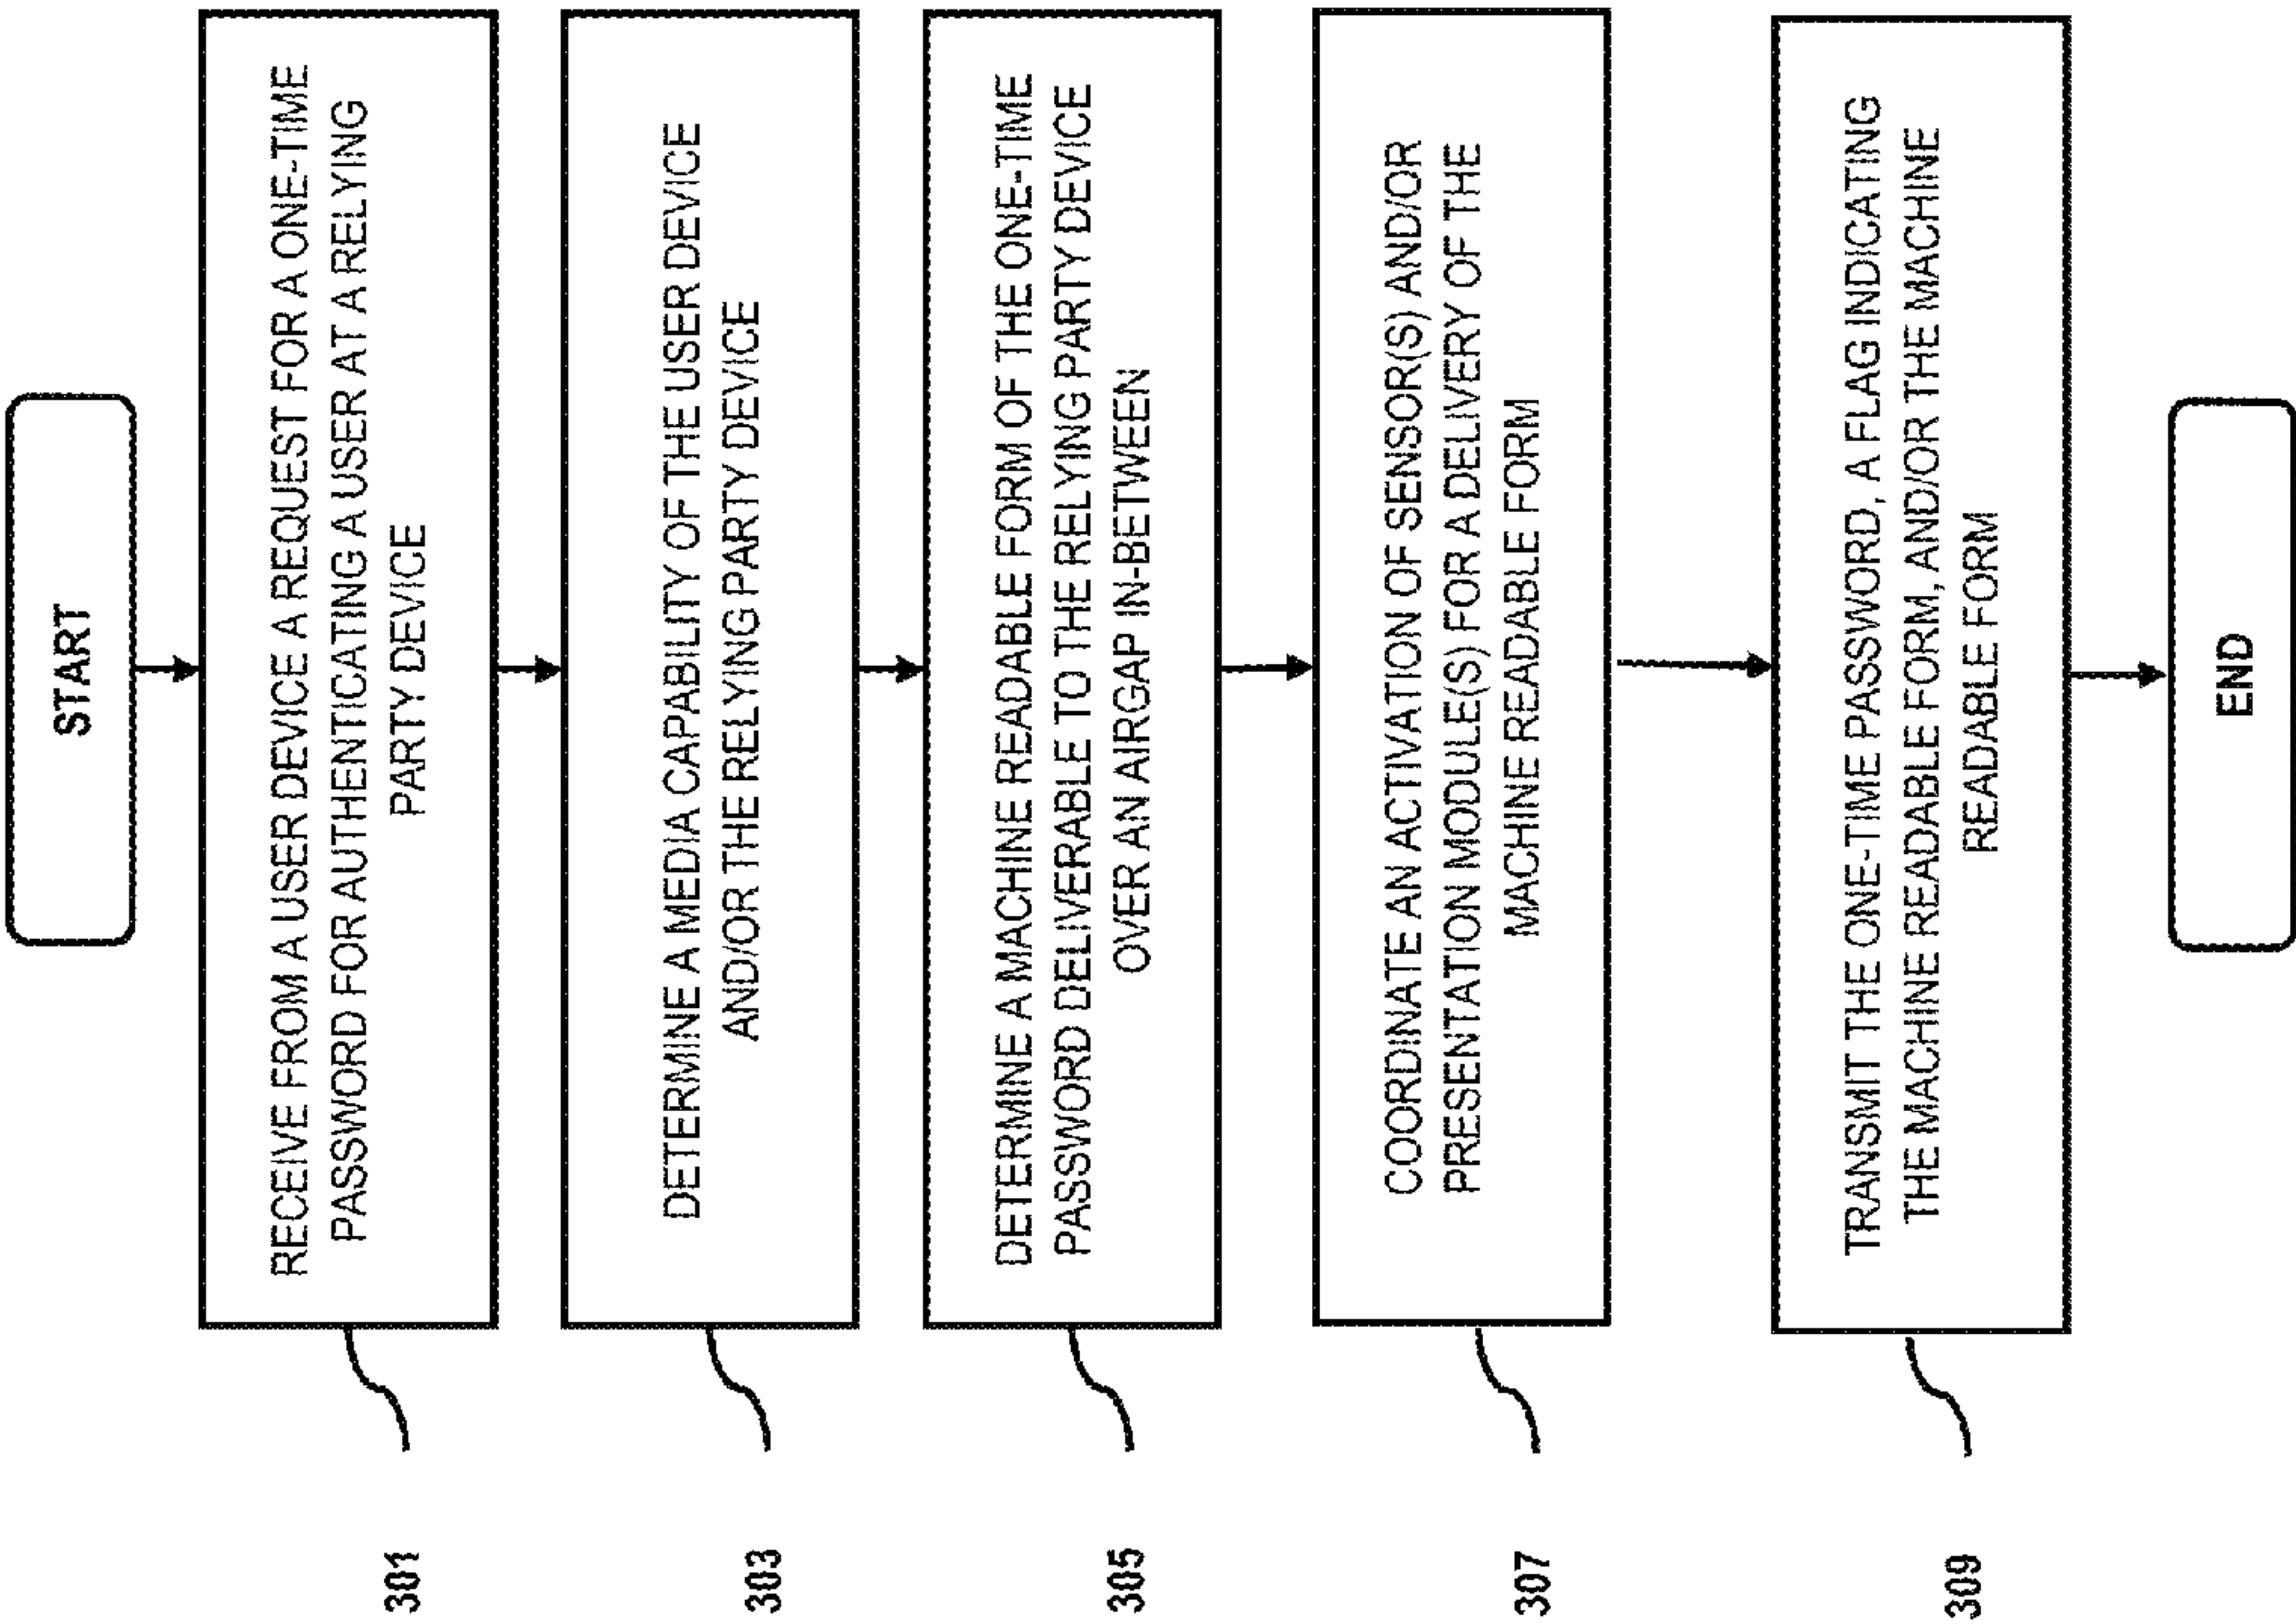 START
301
RECEIVE FROM A USER DEVICE A REQUEST FOR A ONE-TIME
PASSWORD FOR AUTHENTICATING A USER AT A RELYING
PARTY DEVICE
303
DETERMINE A MEDIA CAPABILITY OF THE USER DEVICE
AND/OR THE RELYING PARTY DEVICE
305
DETERMINE A MACHINE READABLE FORM OF THE ONE-TIME
PASSWORD DELIVERABLE TO THE RELYING PARTY DEVICE
OVER AN AIRGAP IN-BETWEEN
307
COORDINATE AN ACTIVATION OF SENSOR(S) AND/OR
PRESENTATION MODULE(S) FOR A DELIVERY OF THE
MACHINE READABLE FORM
309
TRANSMIT THE ONE-TIME PASSWORD, A FLAG INDICATING
THE MACHINE READABLE FORM, AND/OR THE MACHINE
READABLE FORM
END